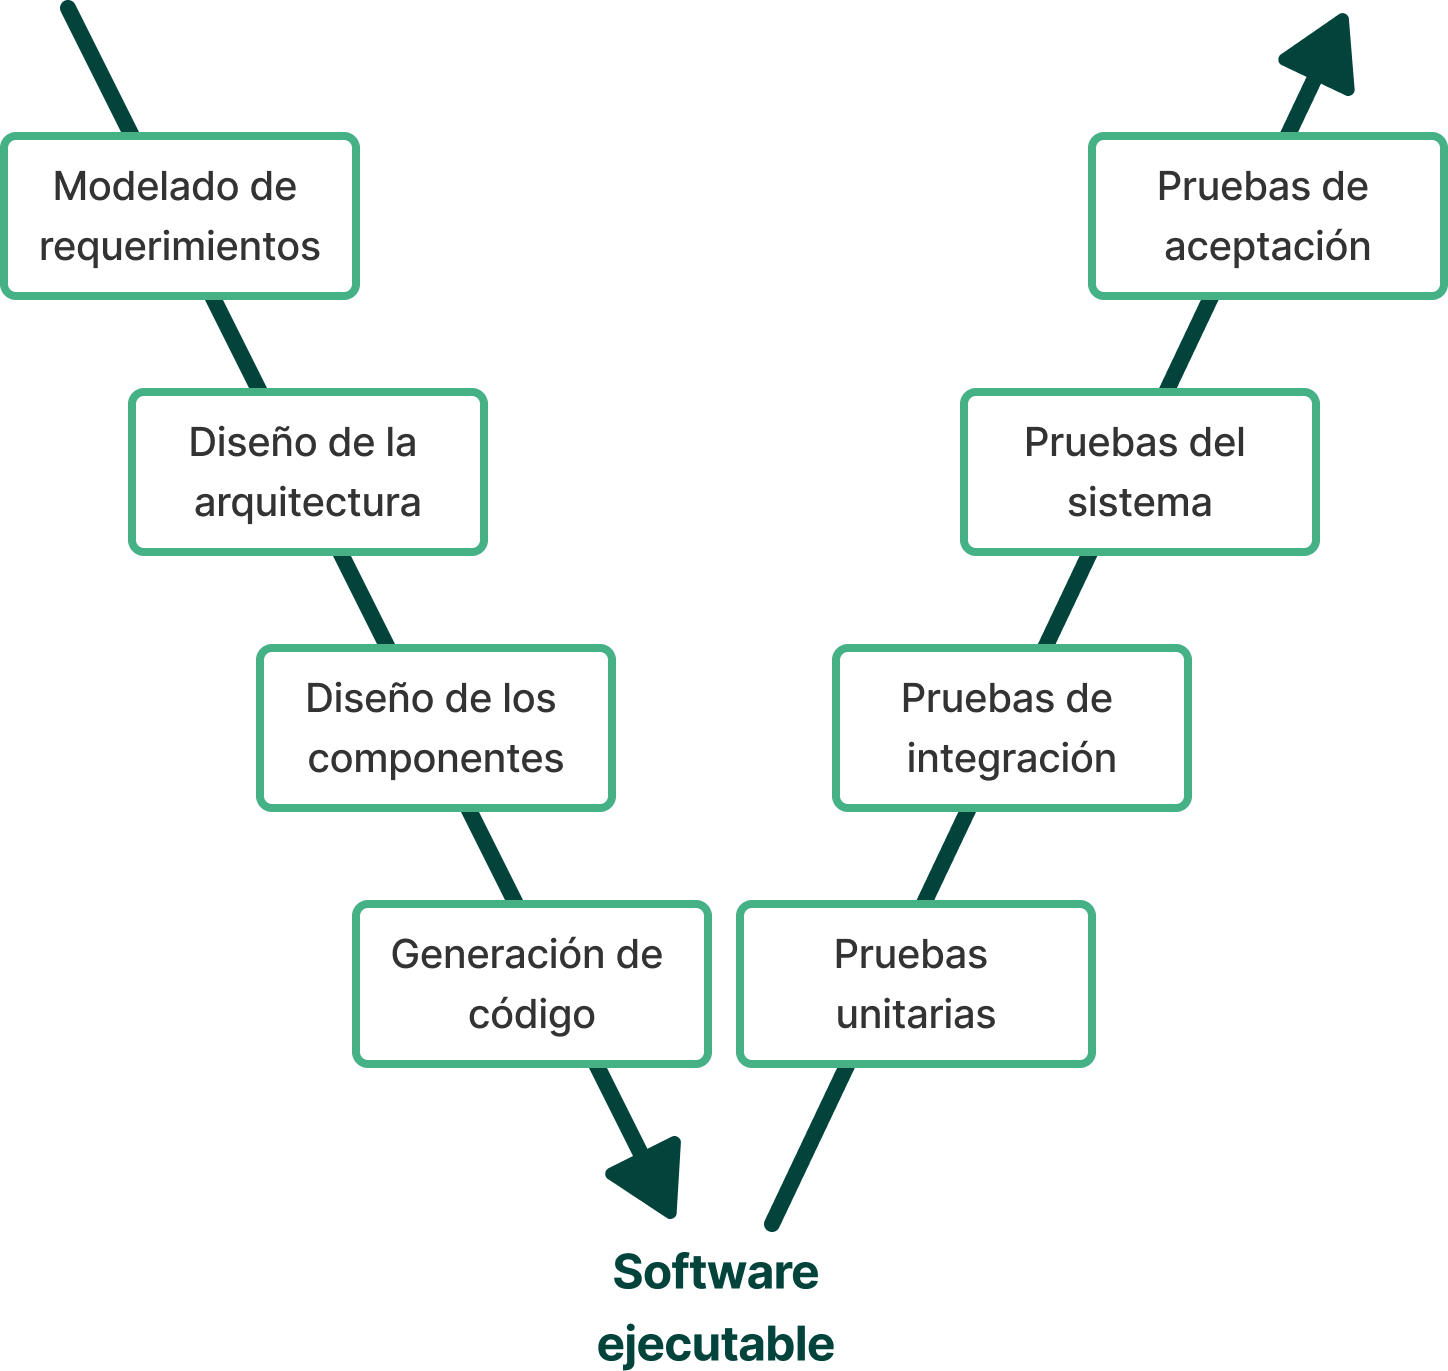 Modelado de
requerimientos
Diseño de la
arquitectura
Diseño de los
componentes
Generación de
código
Software
ejecutable
Pruebas
unitarias
Pruebas de
integración
Pruebas del
sistema
Pruebas de
aceptación